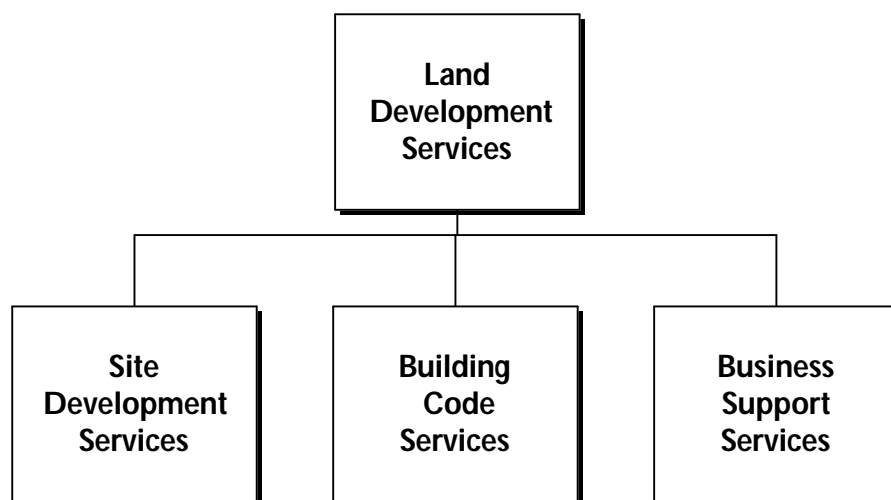 Land
Development
Services
Site
Development
Services
Building
Code
Services
Business
Support
Services